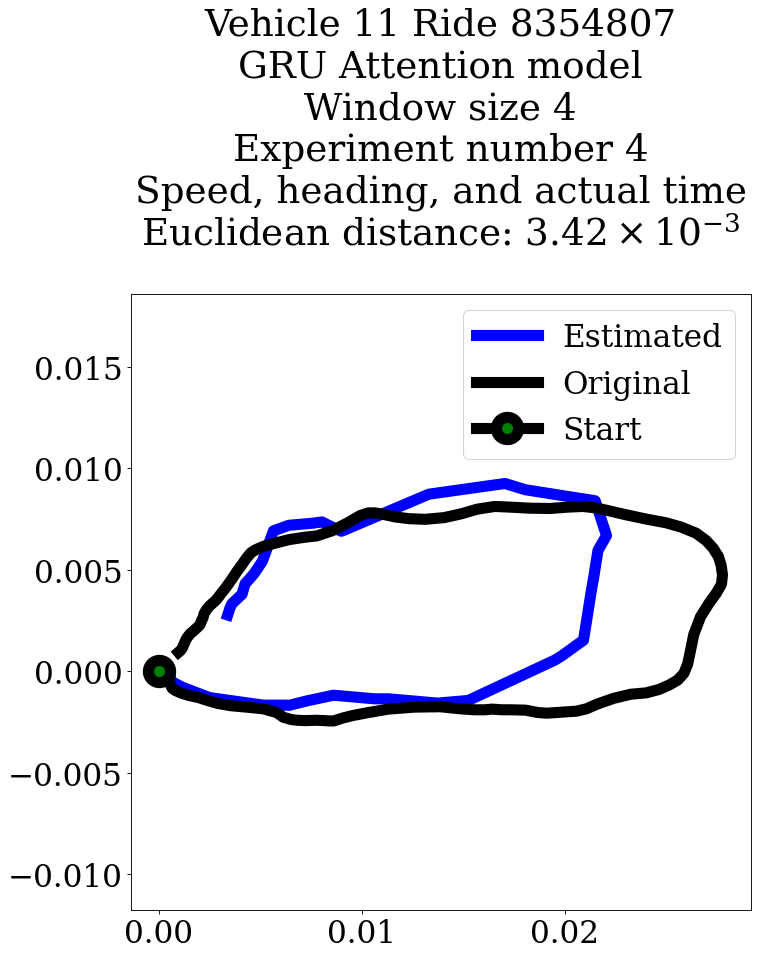 Vehicle 11 Ride 8354807
GRU Attention model
Window size 4
Experiment number 4
Speed, heading, and actual time
Euclidean distance: 3.42 × 10⁻³
Estimated
Original
Start
0.015
0.010
0.005
0.000
−0.005
−0.010
0.00 0.01 0.02